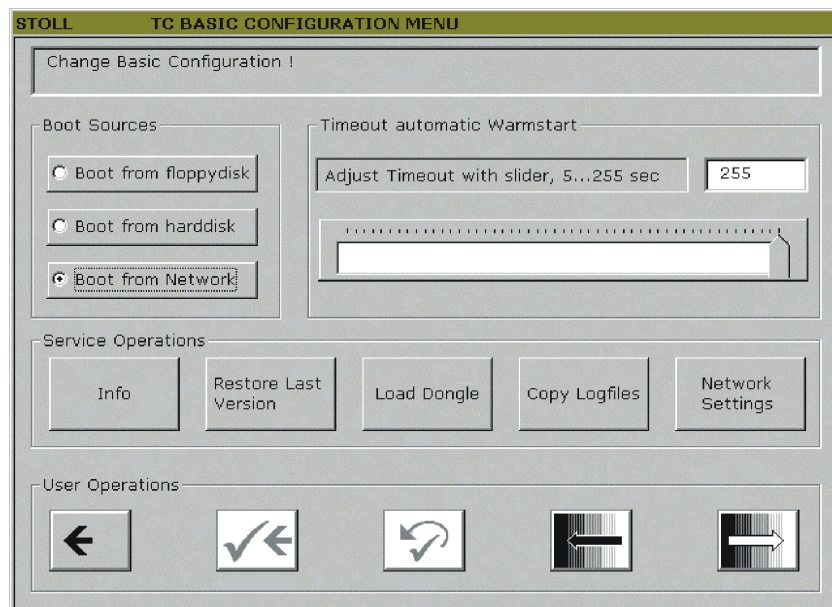 STOLL TC BASIC CONFIGURATION MENU
Change Basic Configuration !
Boot Sources
Boot from floppydisk
Boot from harddisk
Boot from Network
Timeout automatic Warmstart
Adjust Timeout with slider, 5...255 sec
255
Service Operations
Info
Restore Last
Version
Load Dongle
Copy Logfiles
Network
Settings
User Operations